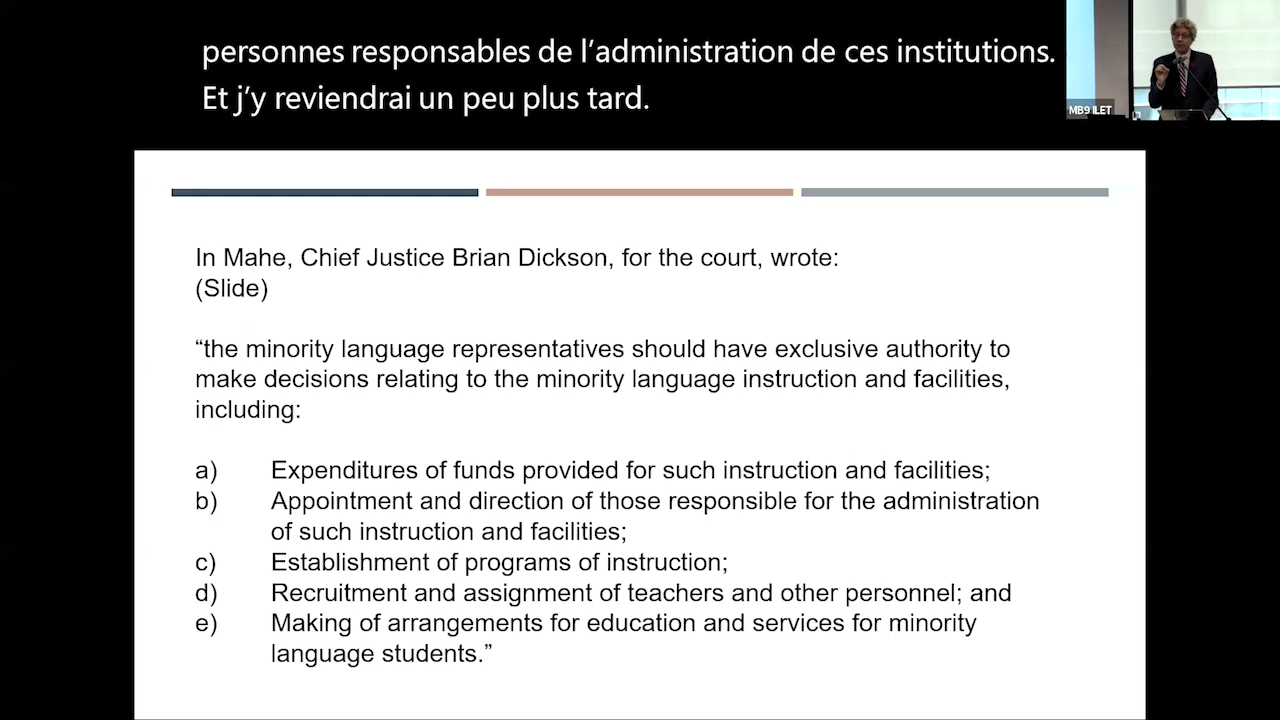 personnes responsables de l’administration de ces institutions.
Et j’y reviendrai un peu plus tard.
MB9 ILET
In Mahe, Chief Justice Brian Dickson, for the court, wrote:
(Slide)
“the minority language representatives should have exclusive authority to
make decisions relating to the minority language instruction and facilities,
including:
a) Expenditures of funds provided for such instruction and facilities;
b) Appointment and direction of those responsible for the administration
of such instruction and facilities;
c) Establishment of programs of instruction;
d) Recruitment and assignment of teachers and other personnel; and
e) Making of arrangements for education and services for minority
language students.”